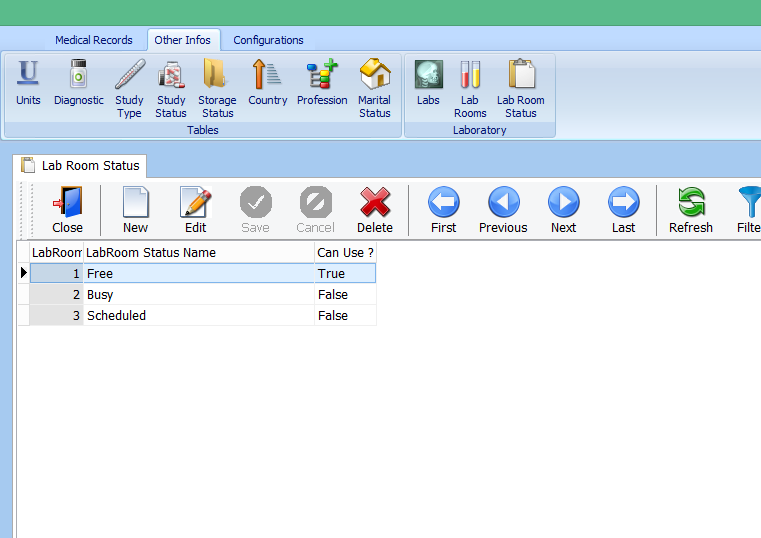 Medical Records Other Infos Configurations
Units Diagnostic Study Type Study Status Storage Status Country Profession Marital Status Labs Lab Rooms Lab Room Status
Tables Laboratory
Lab Room Status
Close New Edit Save Cancel Delete First Previous Next Last Refresh Filte
LabRoom LabRoom Status Name Can Use ?
1 Free True
2 Busy False
3 Scheduled False